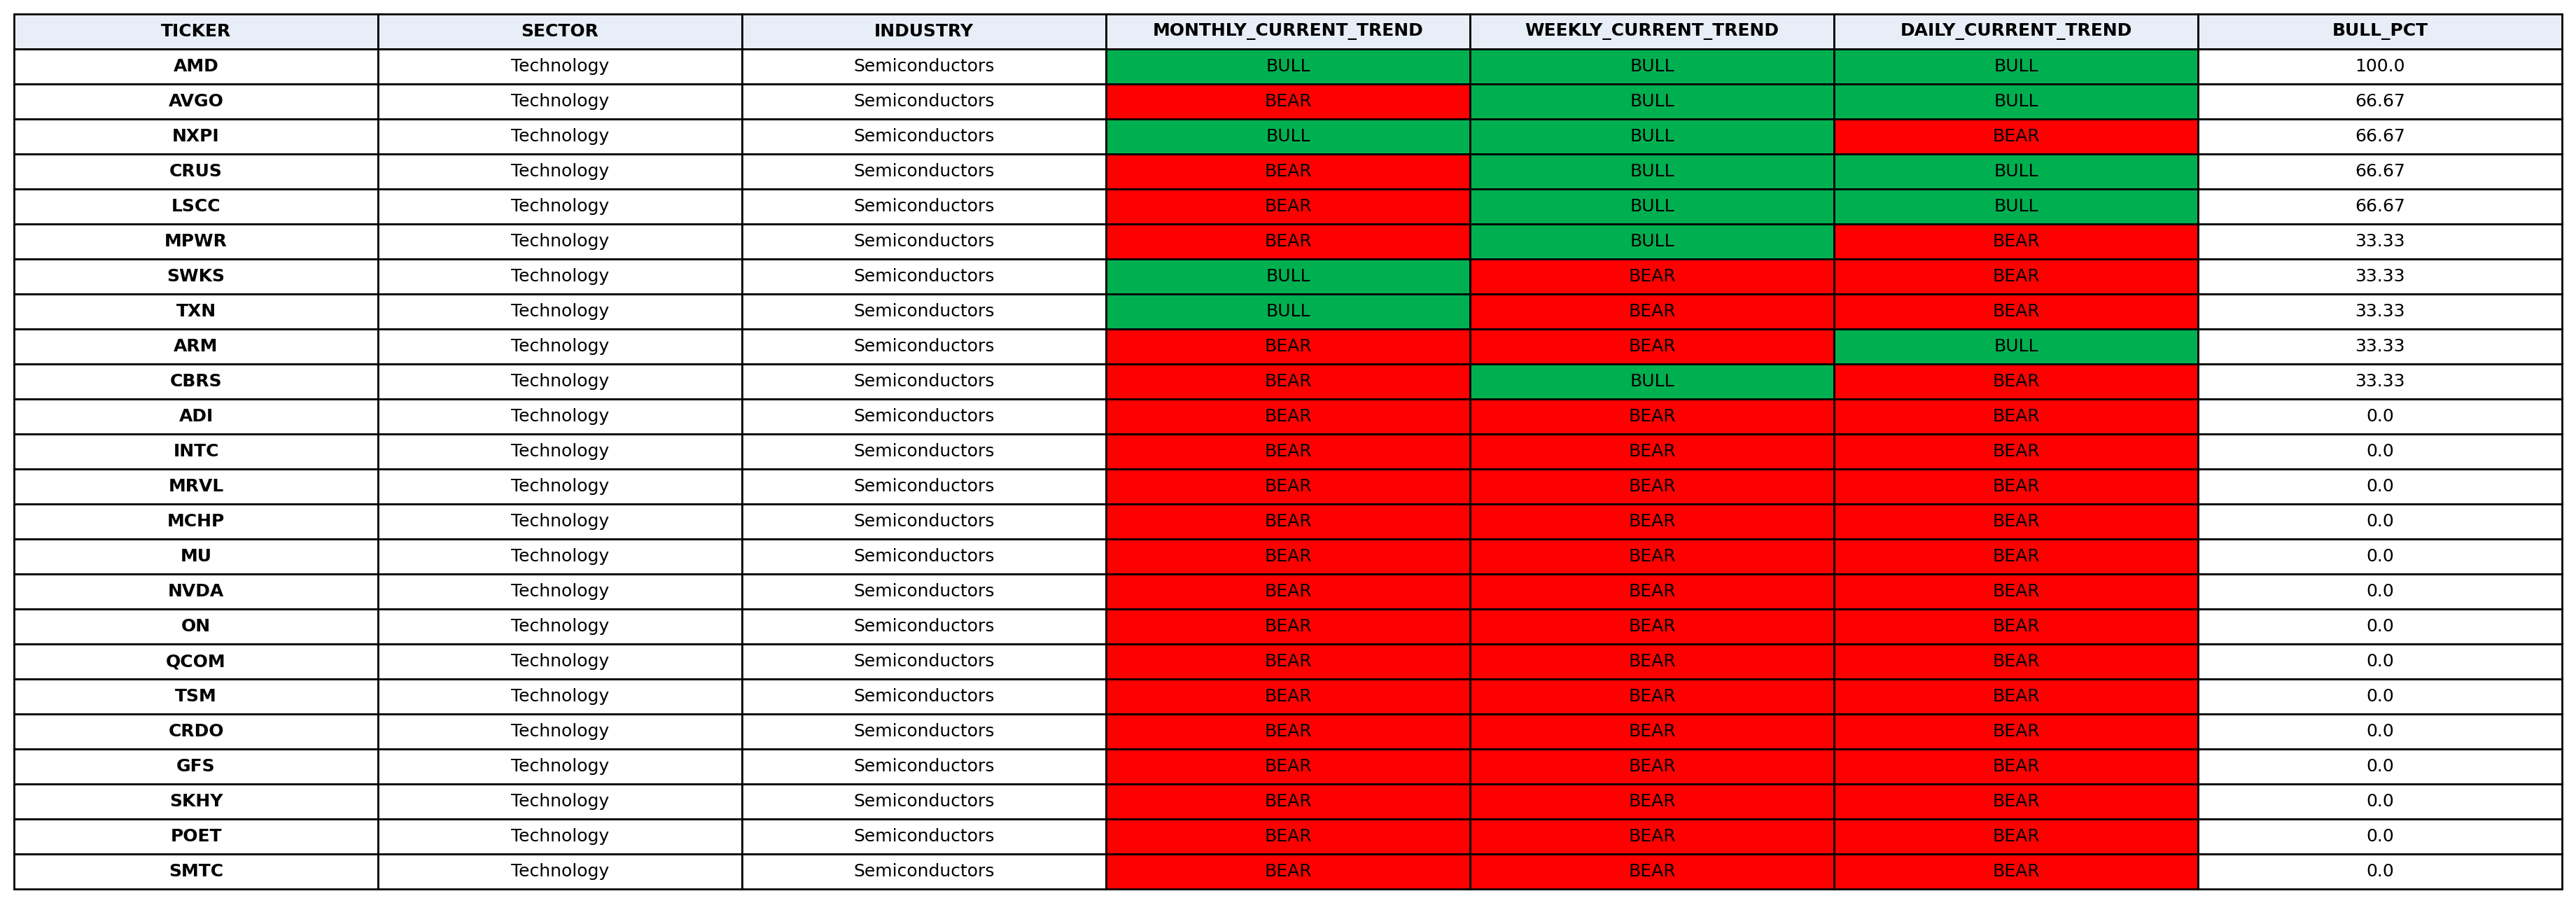 TICKER SECTOR INDUSTRY MONTHLY_CURRENT_TREND WEEKLY_CURRENT_TREND DAILY_CURRENT_TREND BULL_PCT
AMD Technology Semiconductors BULL BULL BULL 100.0
AVGO Technology Semiconductors BEAR BULL BULL 66.67
NXPI Technology Semiconductors BULL BULL BEAR 66.67
CRUS Technology Semiconductors BEAR BULL BULL 66.67
LSCC Technology Semiconductors BEAR BULL BULL 66.67
MPWR Technology Semiconductors BEAR BULL BEAR 33.33
SWKS Technology Semiconductors BULL BEAR BEAR 33.33
TXN Technology Semiconductors BULL BEAR BEAR 33.33
ARM Technology Semiconductors BEAR BEAR BULL 33.33
CBRS Technology Semiconductors BEAR BULL BEAR 33.33
ADI Technology Semiconductors BEAR BEAR BEAR 0.0
INTC Technology Semiconductors BEAR BEAR BEAR 0.0
MRVL Technology Semiconductors BEAR BEAR BEAR 0.0
MCHP Technology Semiconductors BEAR BEAR BEAR 0.0
MU Technology Semiconductors BEAR BEAR BEAR 0.0
NVDA Technology Semiconductors BEAR BEAR BEAR 0.0
ON Technology Semiconductors BEAR BEAR BEAR 0.0
QCOM Technology Semiconductors BEAR BEAR BEAR 0.0
TSM Technology Semiconductors BEAR BEAR BEAR 0.0
CRDO Technology Semiconductors BEAR BEAR BEAR 0.0
GFS Technology Semiconductors BEAR BEAR BEAR 0.0
SKHY Technology Semiconductors BEAR BEAR BEAR 0.0
POET Technology Semiconductors BEAR BEAR BEAR 0.0
SMTC Technology Semiconductors BEAR BEAR BEAR 0.0